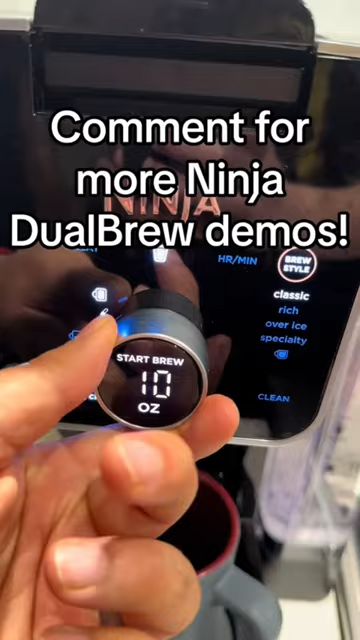 Comment for
more Ninja
DualBrew demos!
NINJA
HR/MIN
BREW
STYLE
classic
rich
over ice
specialty
START BREW
10
OZ
CLEAN